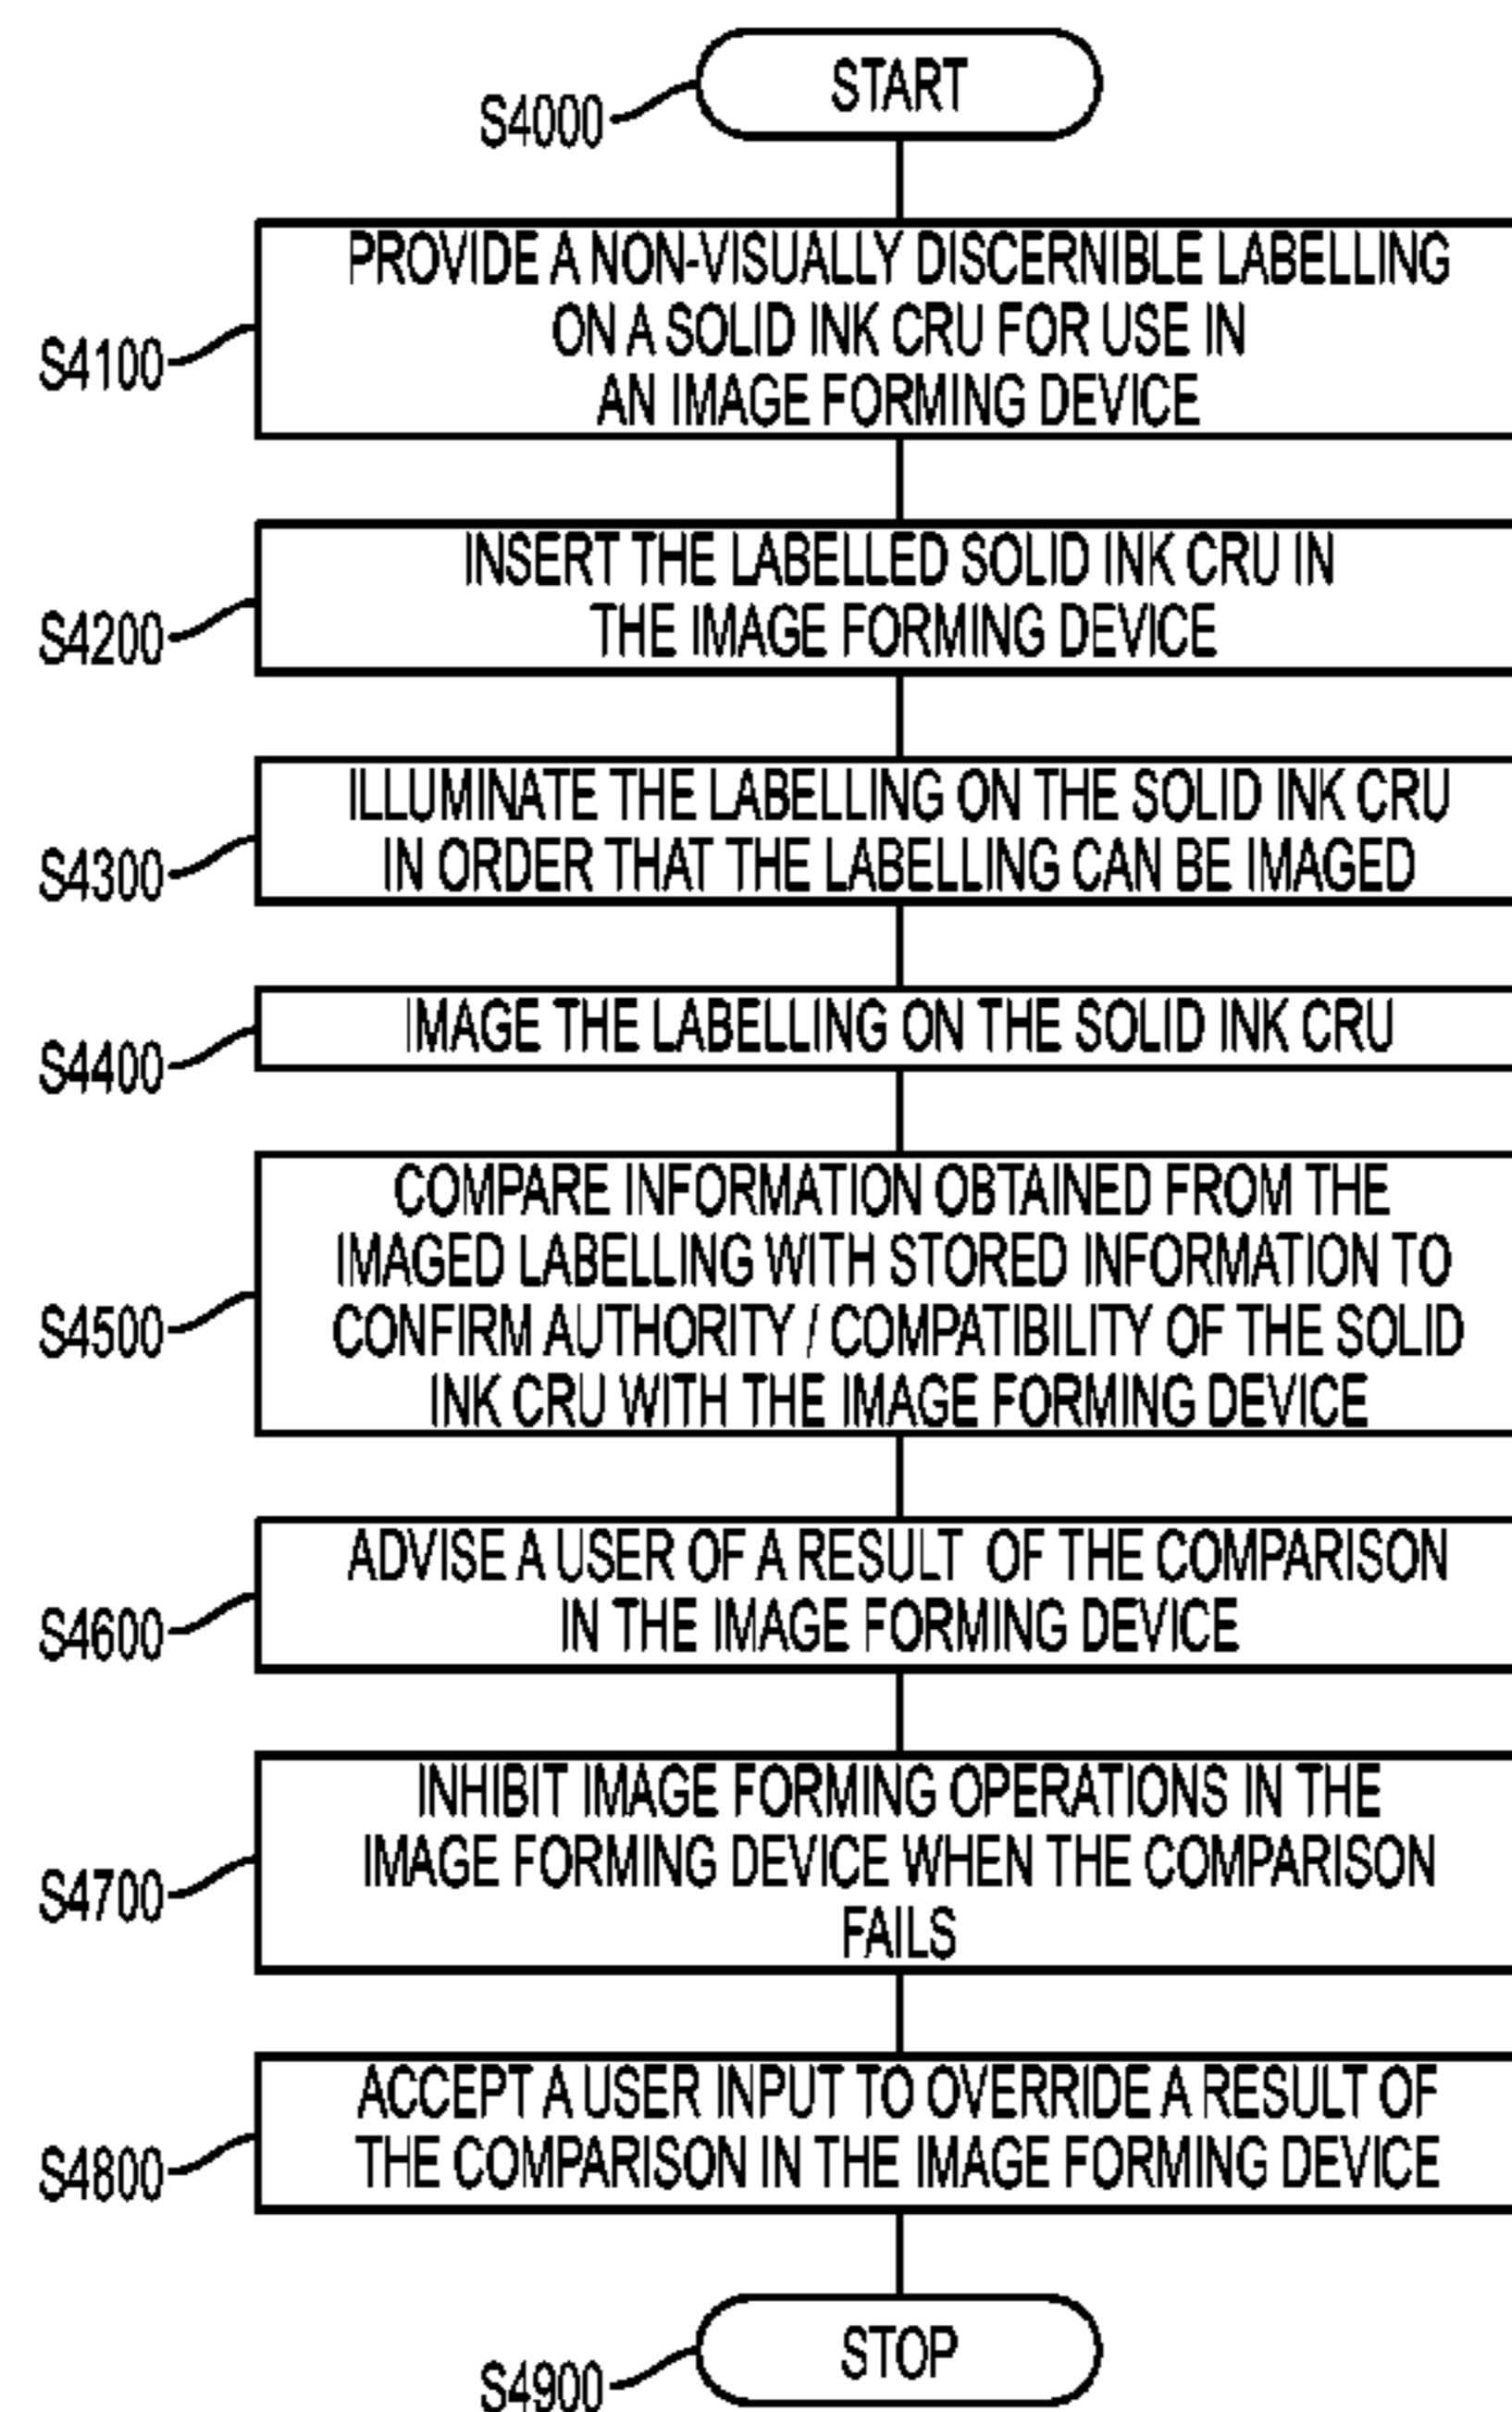 START
S4000
PROVIDE A NON-VISUALLY DISCERNIBLE LABELLING
ON A SOLID INK CRU FOR USE IN
AN IMAGE FORMING DEVICE
S4100
INSERT THE LABELLED SOLID INK CRU IN
THE IMAGE FORMING DEVICE
S4200
ILLUMINATE THE LABELLING ON THE SOLID INK CRU
IN ORDER THAT THE LABELLING CAN BE IMAGED
S4300
IMAGE THE LABELLING ON THE SOLID INK CRU
S4400
COMPARE INFORMATION OBTAINED FROM THE
IMAGED LABELLING WITH STORED INFORMATION TO
CONFIRM AUTHORITY / COMPATIBILITY OF THE SOLID
INK CRU WITH THE IMAGE FORMING DEVICE
S4500
ADVISE A USER OF A RESULT OF THE COMPARISON
IN THE IMAGE FORMING DEVICE
S4600
INHIBIT IMAGE FORMING OPERATIONS IN THE
IMAGE FORMING DEVICE WHEN THE COMPARISON
FAILS
S4700
ACCEPT A USER INPUT TO OVERRIDE A RESULT OF
THE COMPARISON IN THE IMAGE FORMING DEVICE
S4800
STOP
S4900